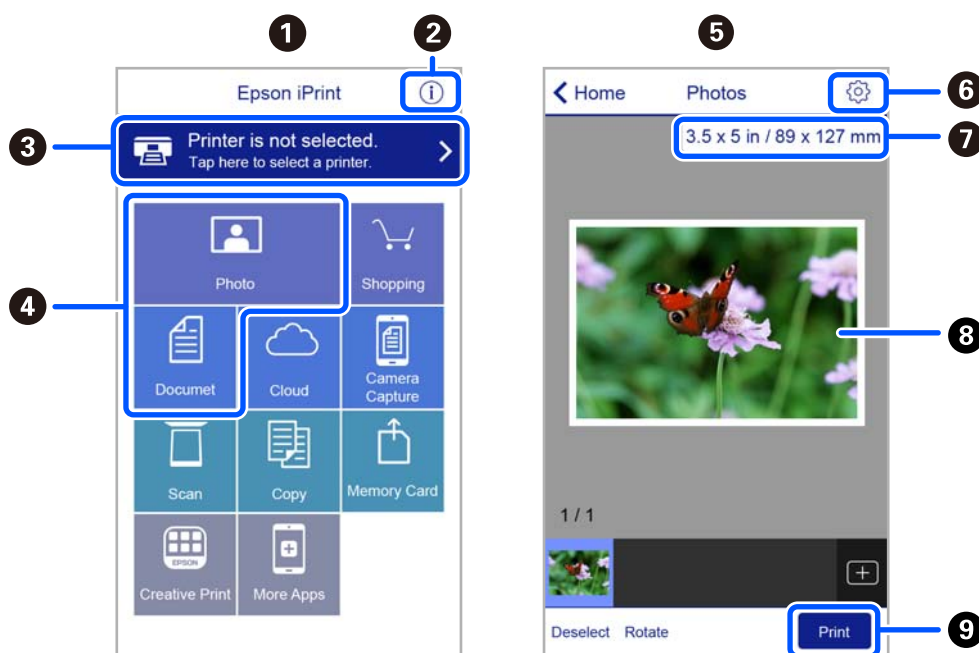 1
2
Epson iPrint
3
Printer is not selected.
Tap here to select a printer.
4
Photo
Shopping
Documet
Cloud
Camera
Capture
Scan
Copy
Memory Card
EPSON
Creative Print
More Apps
5
Home
Photos
6
3.5 x 5 in / 89 x 127 mm
7
8
1 / 1
Deselect
Rotate
Print
9